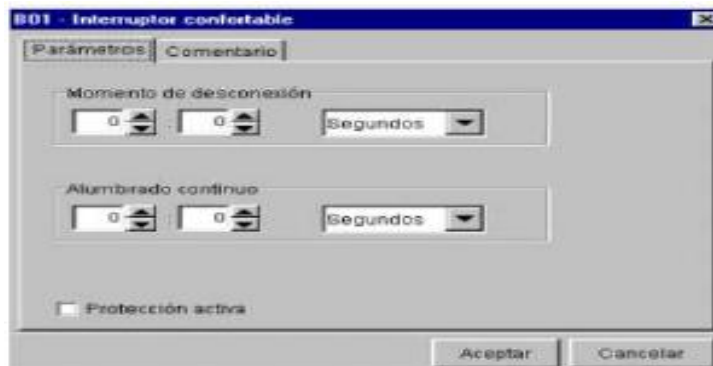 B01 - Interruptor confortable
Parámetros Comentario
Momento de desconexión
0 0 Segundos
Alumbrado continuo
0 0 Segundos
Protección activa
Aceptar Cancelar